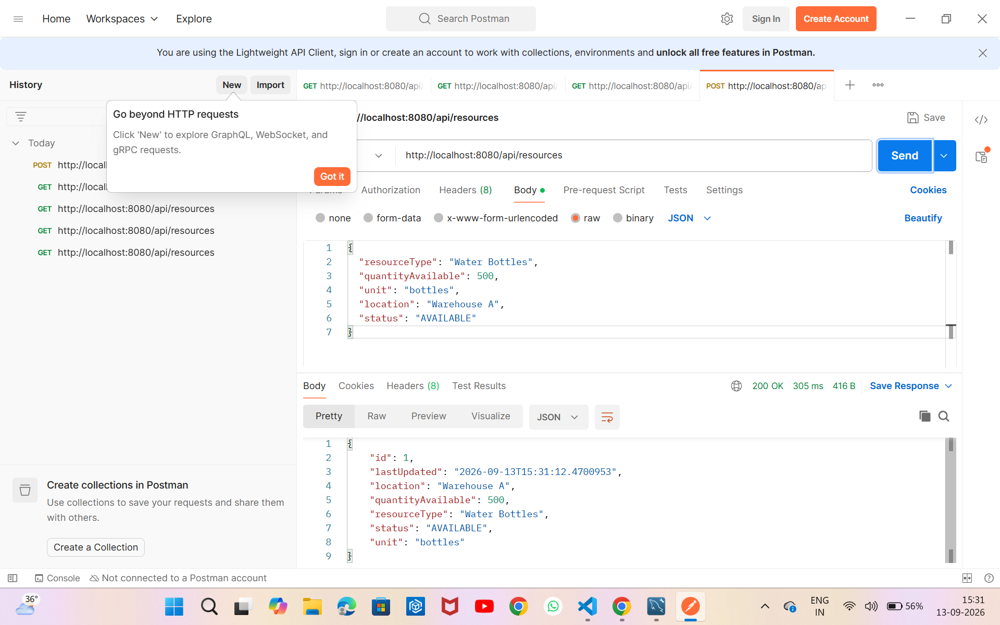 Home
Workspaces
Explore
Search Postman
Sign In
Create Account
You are using the Lightweight API Client, sign in or create an account to work with collections, environments and unlock all free features in Postman.
History
New
Import
GET http://localhost:8080/api/
GET http://localhost:8080/api/
GET http://localhost:8080/api/
POST http://localhost:8080/ap
Go beyond HTTP requests
Click 'New' to explore GraphQL, WebSocket, and
gRPC requests.
Got it
Today
POST http://local
GET http://local
GET http://localhost:8080/api/resources
GET http://localhost:8080/api/resources
GET http://localhost:8080/api/resources
//localhost:8080/api/resources
Save
http://localhost:8080/api/resources
Send
Params
Authorization
Headers (8)
Body
Pre-request Script
Tests
Settings
Cookies
none
form-data
x-www-form-urlencoded
raw
binary
JSON
Beautify
1 {
2 "resourceType": "Water Bottles",
3 "quantityAvailable": 500,
4 "unit": "bottles",
5 "location": "Warehouse A",
6 "status": "AVAILABLE"
7 }
Body
Cookies
Headers (8)
Test Results
200 OK
305 ms
416 B
Save Response
Pretty
Raw
Preview
Visualize
JSON
1 {
2 "id": 1,
3 "lastUpdated": "2026-09-13T15:31:12.4700953",
4 "location": "Warehouse A",
5 "quantityAvailable": 500,
6 "resourceType": "Water Bottles",
7 "status": "AVAILABLE",
8 "unit": "bottles"
9 }
Create collections in Postman
Use collections to save your requests and share them
with others.
Create a Collection
Console
Not connected to a Postman account
36°
ENG
IN
56%
15:31
13-09-2026